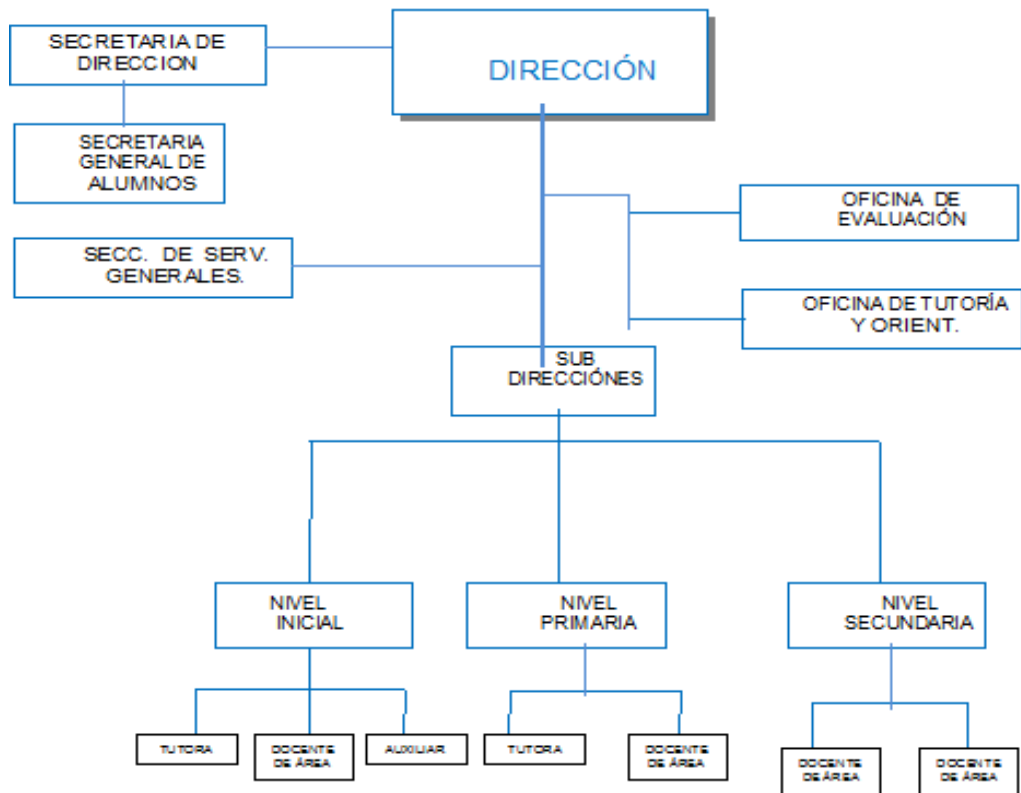 SECRETARIA DE
DIRECCION
DIRECCIÓN
SECRETARIA
GENERAL DE
ALUMNOS
OFICINA DE
EVALUACIÓN
SECC. DE SERV.
GENERALES.
OFICINA DE TUTORÍA
Y ORIENT.
SUB
DIRECCIÓNES
NIVEL
INICIAL
NIVEL
PRIMARIA
NIVEL
SECUNDARIA
TUTORA
DOCENTE
DE ÁREA
AUXILIAR
TUTORA
DOCENTE
DE ÁREA
DOCENTE
DE ÁREA
DOCENTE
DE ÁREA